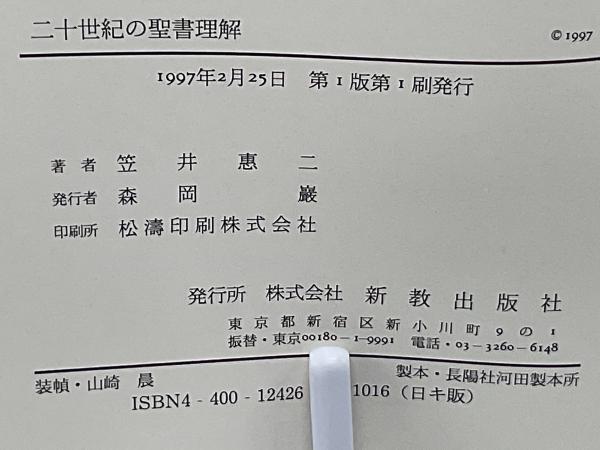 二十世紀の聖書理解
© 1997
1997年2月25日 第1版第1刷発行
著者 笠井惠二
発行者 森岡巖
印刷所 松濤印刷株式会社
発行所 株式会社 新教出版社
東京都新宿区新小川町9の1
振替・東京00180-1-9991 電話・03-3260-6148
装幀・山崎晨 製本・長陽社河田製本所
ISBN4-400-12426 1016(日キ販)